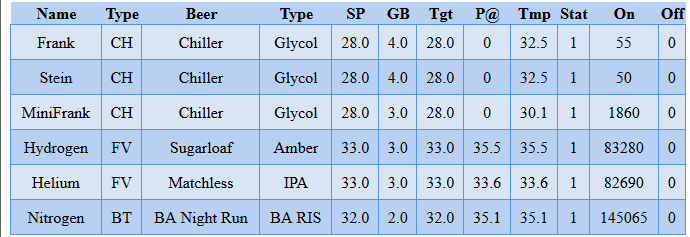 Name Type Beer Type SP GB Tgt P@ Tmp Stat On Off
Frank CH Chiller Glycol 28.0 4.0 28.0 0 32.5 1 55 0
Stein CH Chiller Glycol 28.0 4.0 28.0 0 32.5 1 50 0
MiniFrank CH Chiller Glycol 28.0 3.0 28.0 0 30.1 1 1860 0
Hydrogen FV Sugarloaf Amber 33.0 3.0 33.0 35.5 35.5 1 83280 0
Helium FV Matchless IPA 33.0 3.0 33.0 33.6 33.6 1 82690 0
Nitrogen BT BA Night Run BA RIS 32.0 2.0 32.0 35.1 35.1 1 145065 0